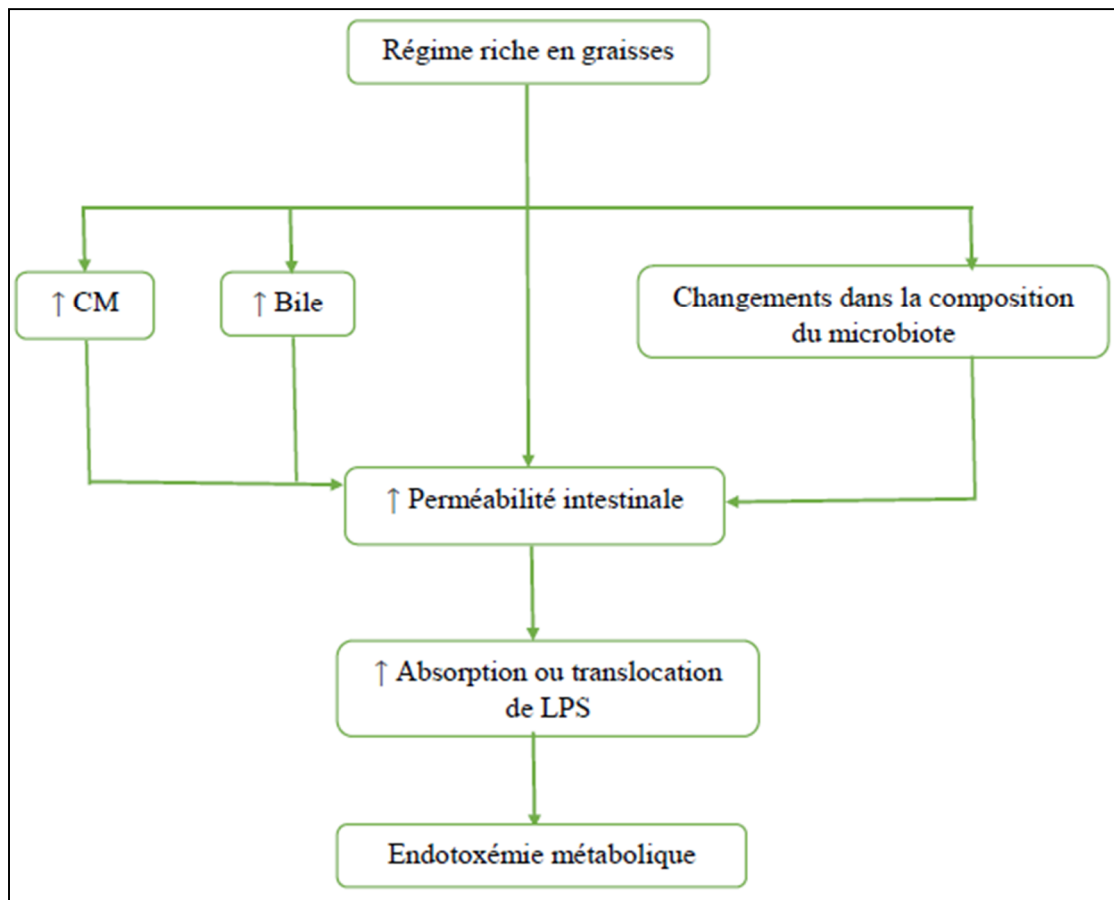 Régime riche en graisses
↑ CM
↑ Bile
Changements dans la composition
du microbiote
↑ Perméabilité intestinale
↑ Absorption ou translocation
de LPS
Endotoxémie métabolique